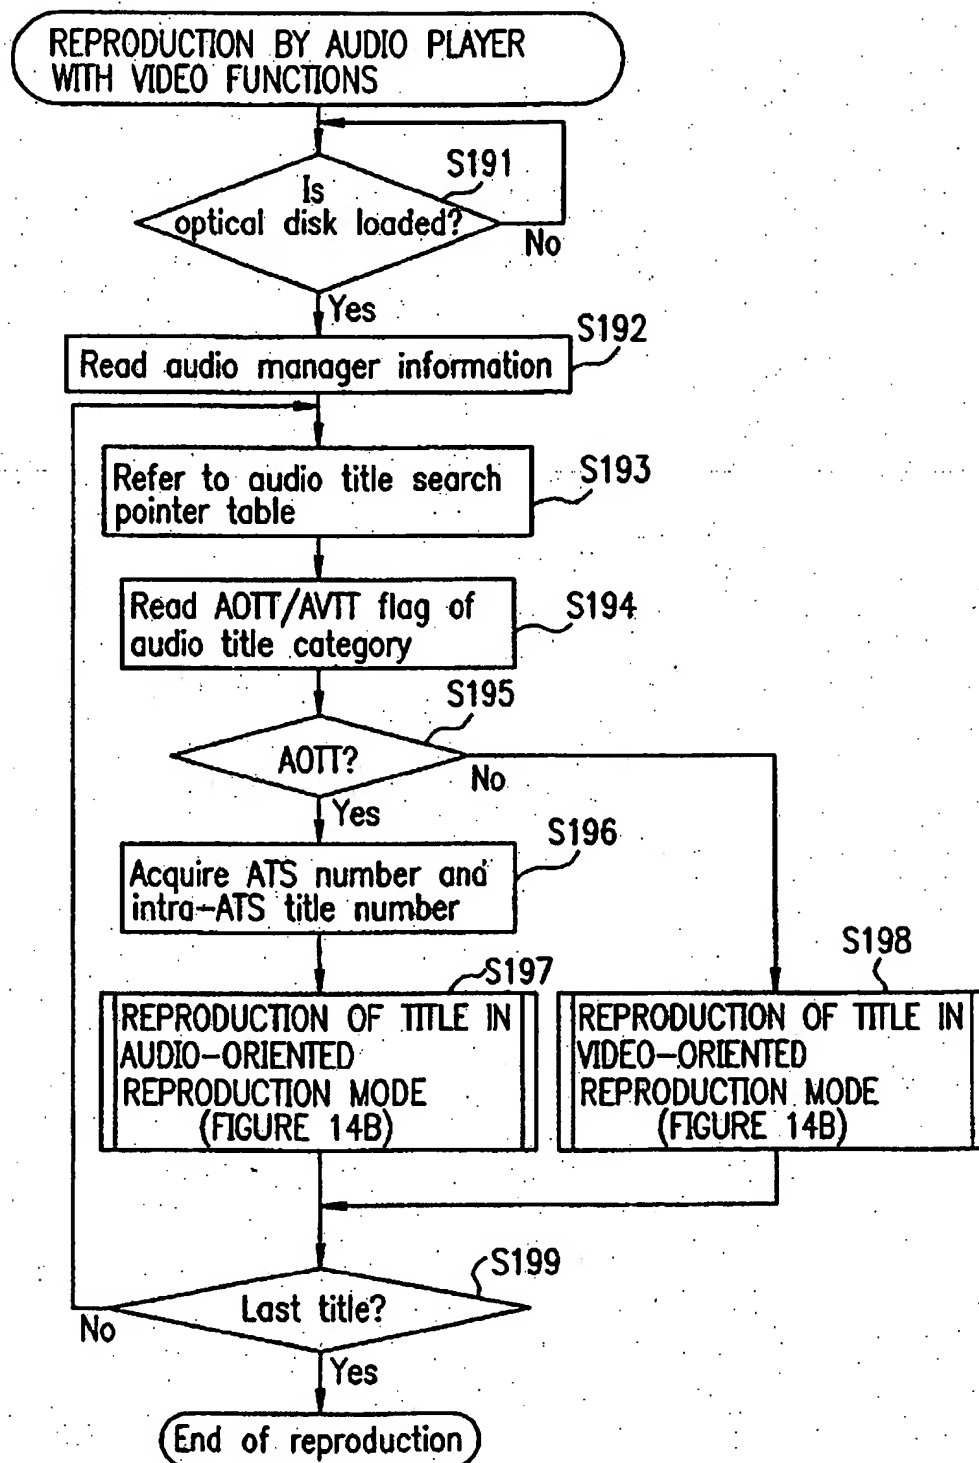 REPRODUCTION BY AUDIO PLAYER
WITH VIDEO FUNCTIONS
S191
Is
optical disk loaded?
No
Yes
S192
Read audio manager information
S193
Refer to audio title search
pointer table
S194
Read AOTT/AVTT flag of
audio title category
S195
AOTT?
No
Yes
S196
Acquire ATS number and
intra-ATS title number
S197
REPRODUCTION OF TITLE IN
AUDIO-ORIENTED
REPRODUCTION MODE
(FIGURE 14B)
S198
REPRODUCTION OF TITLE IN
VIDEO-ORIENTED
REPRODUCTION MODE
(FIGURE 14B)
S199
Last title?
No
Yes
End of reproduction